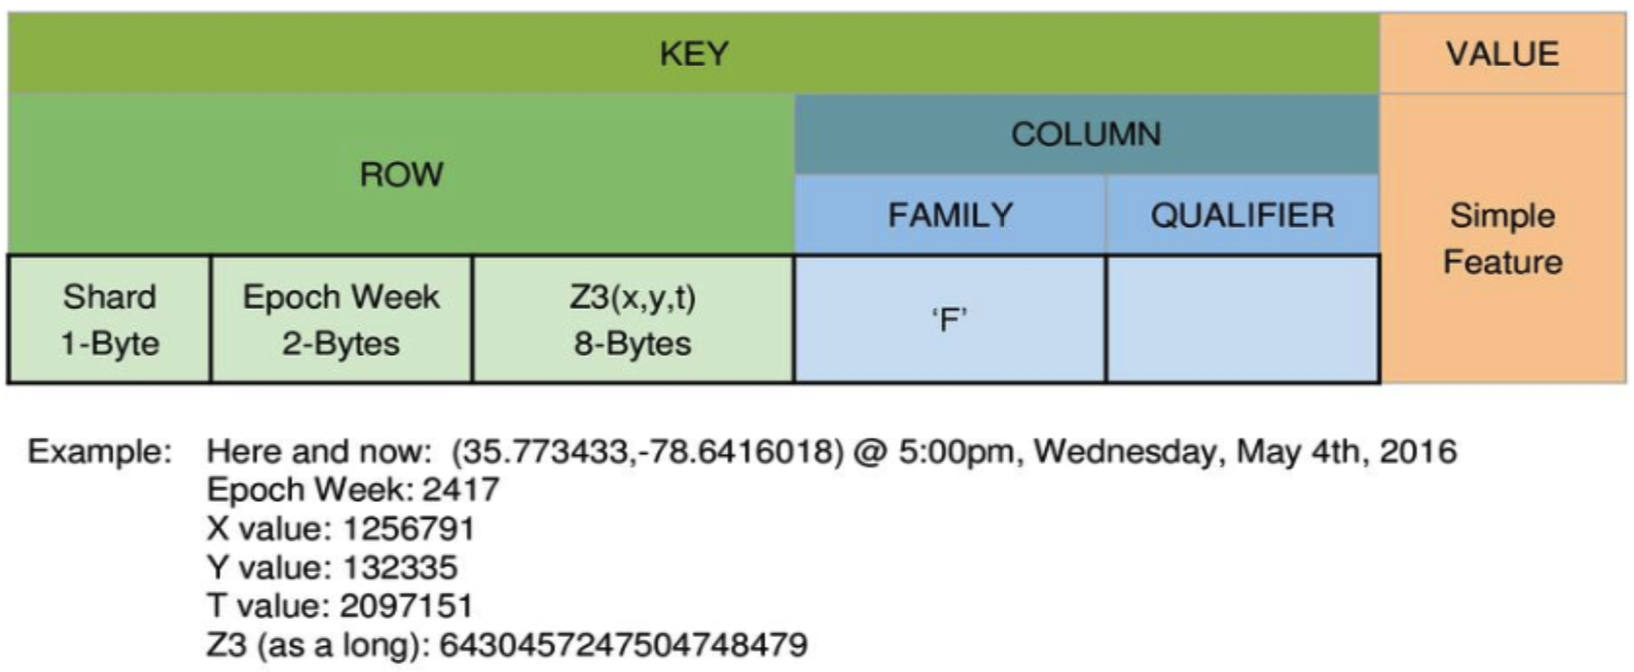 KEY
VALUE
ROW
COLUMN
FAMILY
QUALIFIER
Simple
Feature
Shard
1-Byte
Epoch Week
2-Bytes
Z3(x,y,t)
8-Bytes
‘F’
Example: Here and now: (35.773433,-78.6416018) @ 5:00pm, Wednesday, May 4th, 2016
Epoch Week: 2417
X value: 1256791
Y value: 132335
T value: 2097151
Z3 (as a long): 6430457247504748479